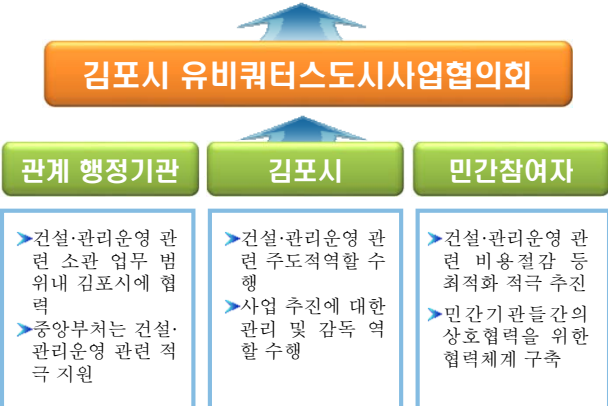 김포시 유비쿼터스도시사업협의회
관계 행정기관
김포시
민간참여자
건설·관리운영 관
련 소관 업무 범
위내 김포시에 협
력
중앙부처는 건설·
관리운영 관련 적
극 지원
건설·관리운영 관
련 주도적역할 수
행
사업 추진에 대한
관리 및 감독 역
할 수행
건설·관리운영 관
련 비용절감 등
최적화 적극 추진
민간기관들간의
상호협력을 위한
협력체계 구축